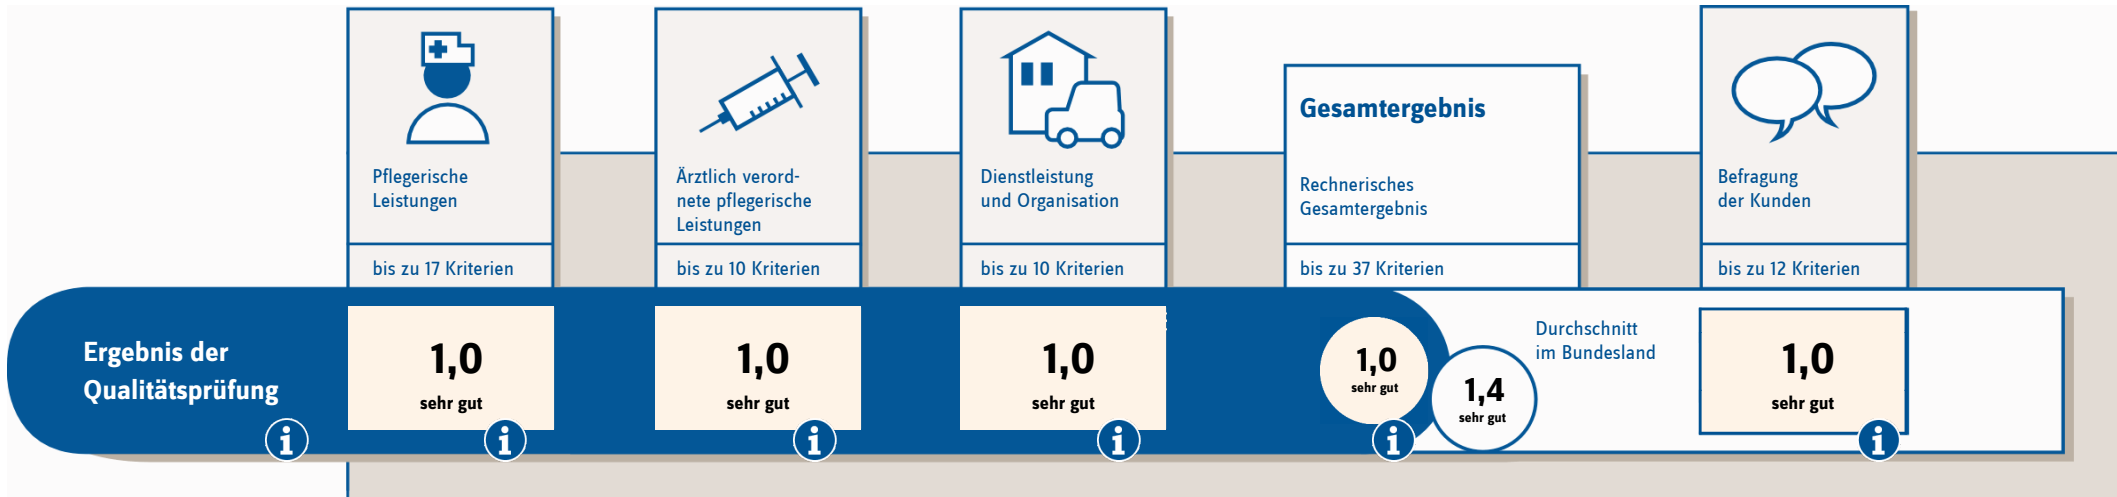 Pflegerische
Leistungen
bis zu 17 Kriterien
Ärztlich verord-
nete pflegerische
Leistungen
bis zu 10 Kriterien
Dienstleistung
und Organisation
bis zu 10 Kriterien
Gesamtergebnis
Rechnerisches
Gesamtergebnis
bis zu 37 Kriterien
Befragung
der Kunden
bis zu 12 Kriterien
Ergebnis der
Qualitätsprüfung
i
1,0
sehr gut
i
1,0
sehr gut
i
1,0
sehr gut
i
1,0
sehr gut
i
1,4
sehr gut
Durchschnitt
im Bundesland
1,0
sehr gut
i